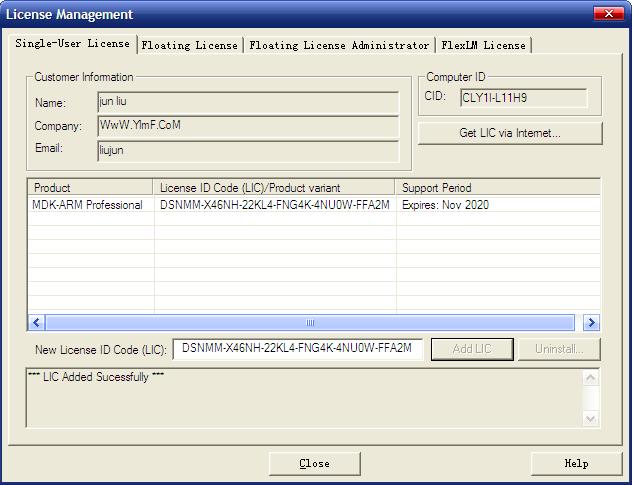 License Management
Single-User License Floating License Floating License Administrator FlexLM License
Customer Information
Name: jun liu
Company: WwW.YlmF.CoM
Email: liujun
Computer ID
CID: CLY1I-L11H9
Get LIC via Internet...
Product License ID Code (LIC)/Product variant Support Period
MDK-ARM Professional DSNMM-X46NH-22KL4-FNG4K-4NU0W-FFA2M Expires: Nov 2020
New License ID Code (LIC): DSNMM-X46NH-22KL4-FNG4K-4NU0W-FFA2M Add LIC Uninstall...
*** LIC Added Sucessfully ***
Close Help